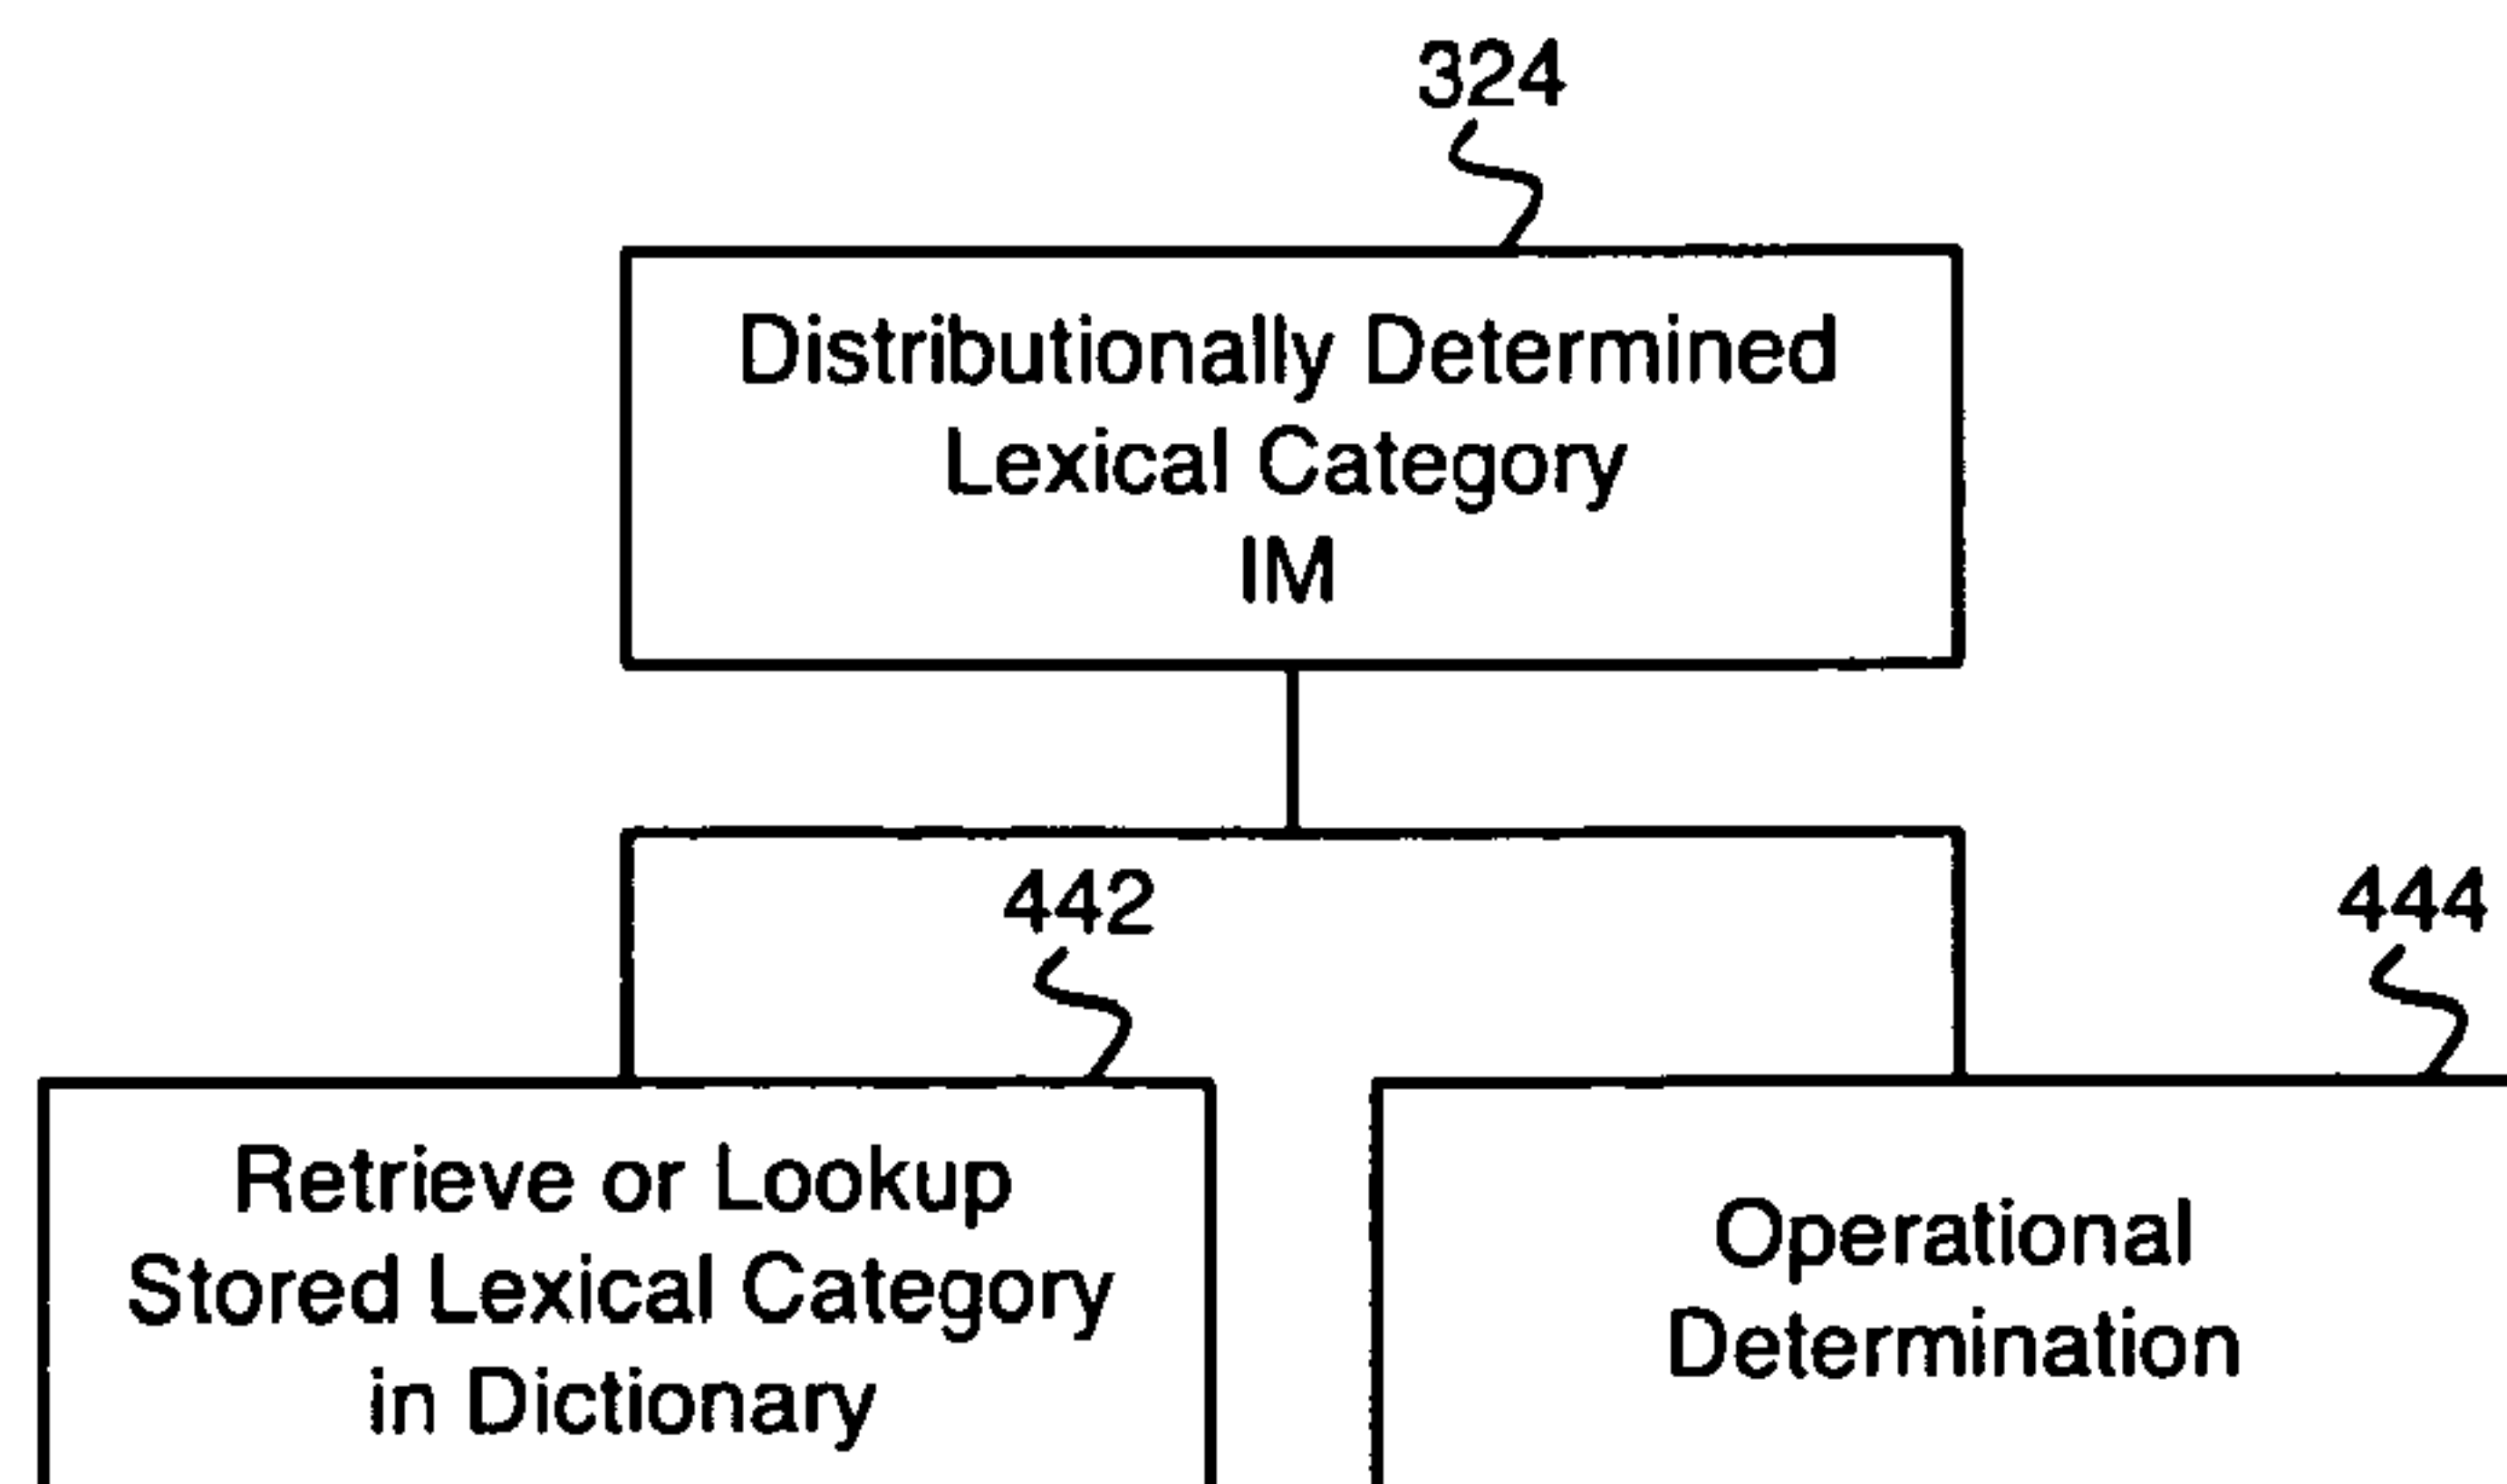 324
Distributionally Determined
Lexical Category
IM
442
444
Retrieve or Lookup
Stored Lexical Category
in Dictionary
Operational
Determination